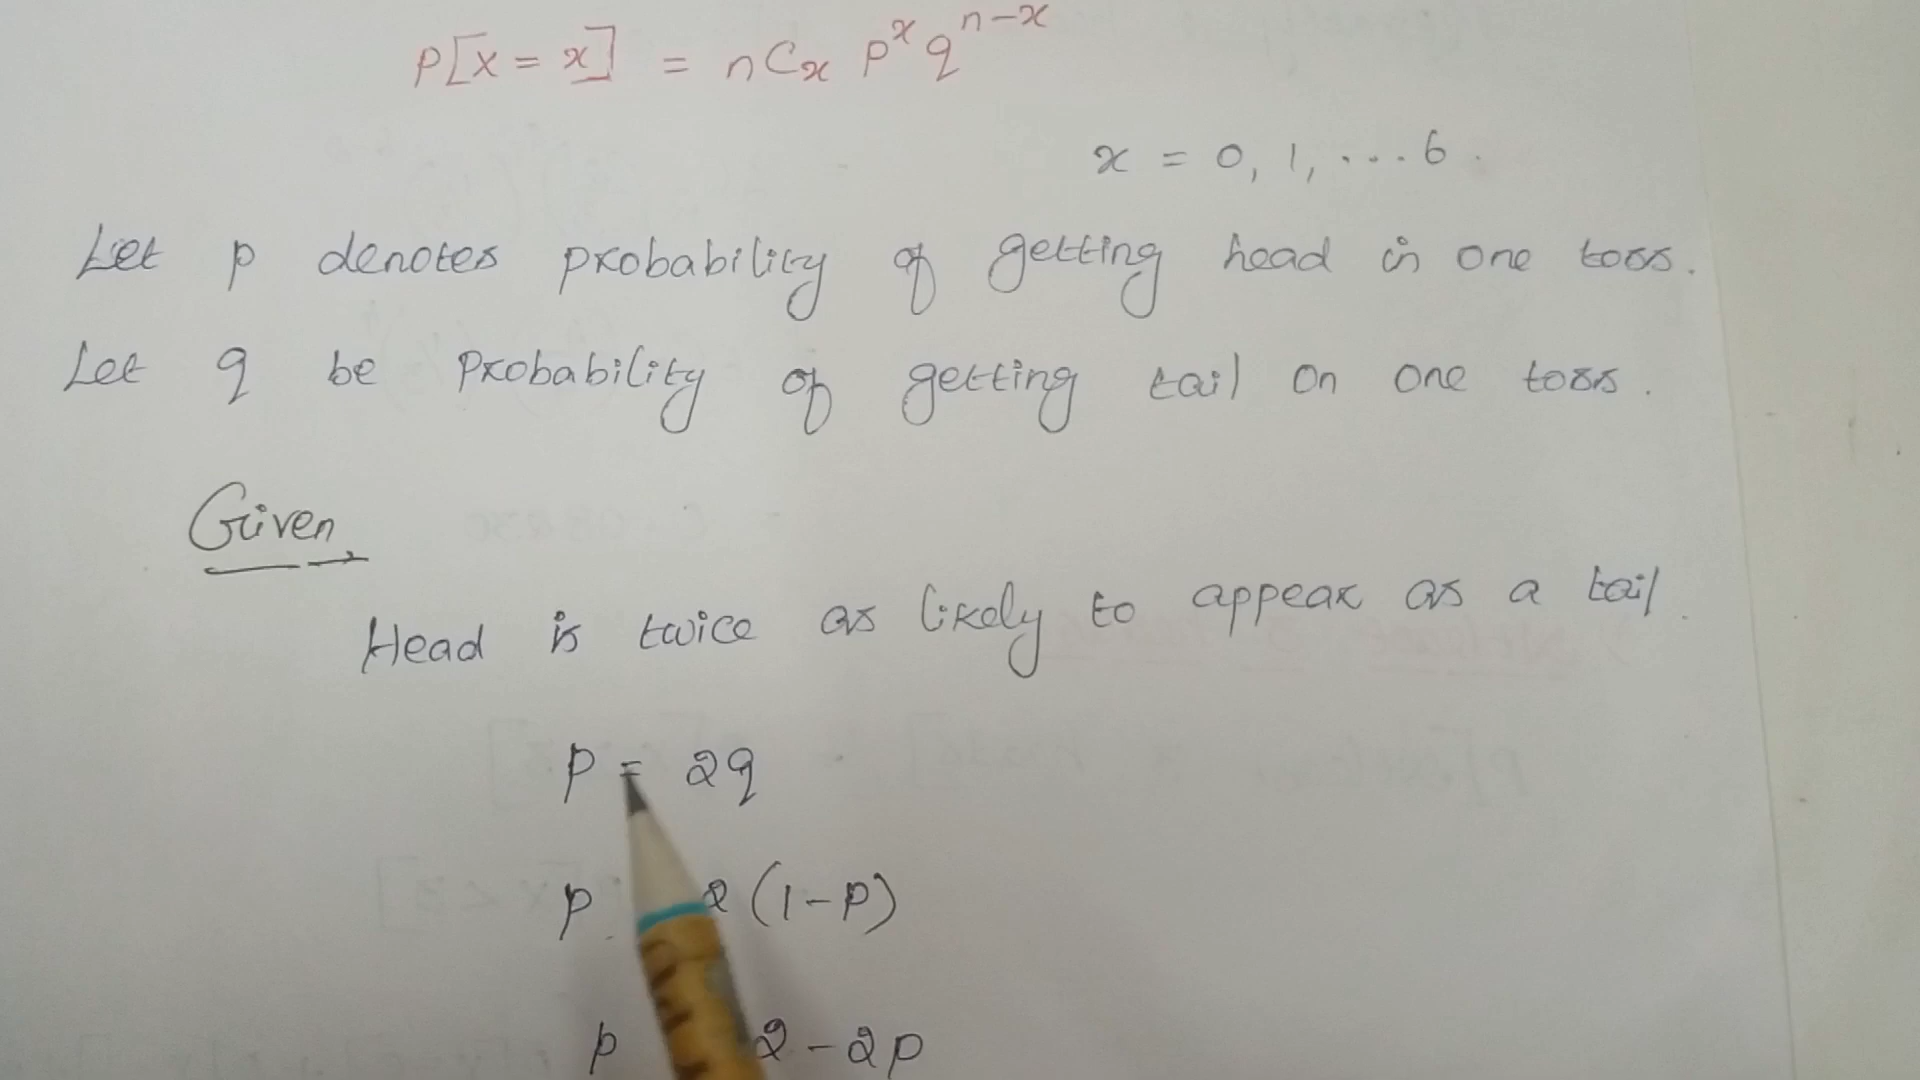 P[X = x] = nCx p^x q^n-x
x = 0, 1, ....6.
Let p denotes probability of getting head in one toss.
Let q be Probability of getting tail on one toss.
Given
Head is twice as likely to appear as a tail.
p = 2q
p 2(1-p)
p 2-2p